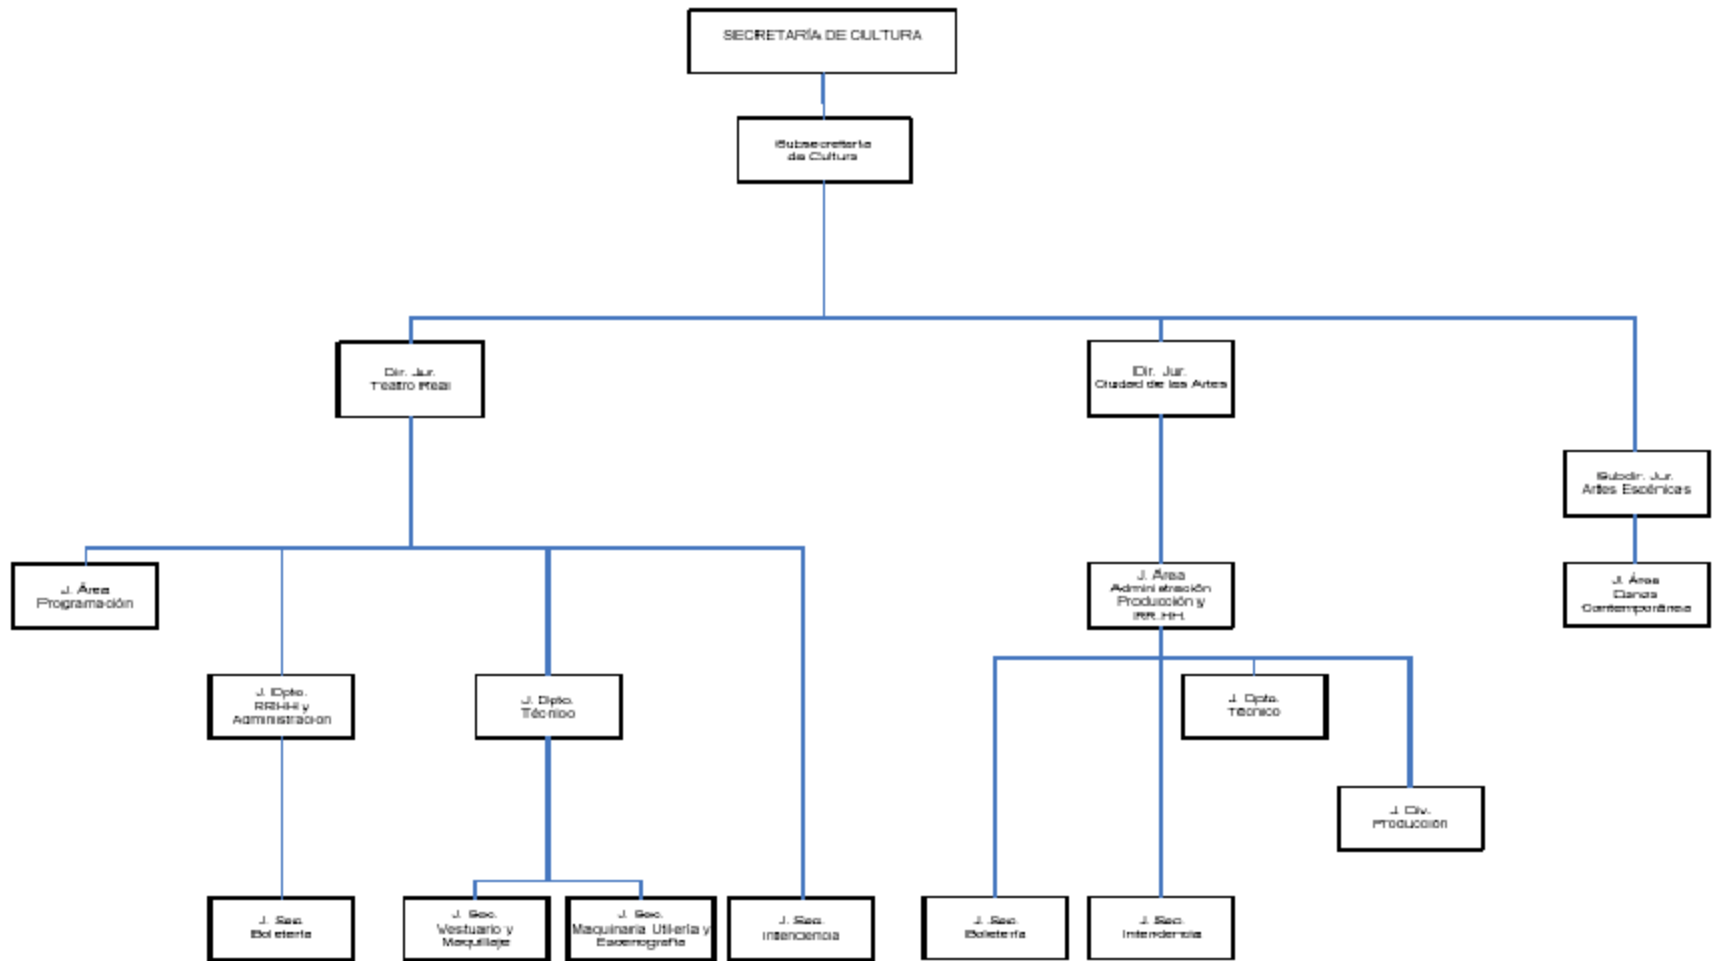 SECRETARÍA DE CULTURA
Subsecretaría
de Cultura
Dir. Jur.
Teatro Real
Dir. Jur.
Ciudad de las Artes
Subdir. Jur.
Artes Escénicas
J. Área
Programación
J. Área
Administración
Producción y
RR.HH.
J. Área
Danza
Contemporánea
J. Dpto.
RRHH y
Administración
J. Dpto.
Técnico
J. Dpto.
Técnico
J. Div.
Producción
J. Sec.
Boletería
J. Sec.
Vestuario y
Maquillaje
J. Sec.
Maquinaria Utilería y
Escenografía
J. Sec.
Intendencia
J. Sec.
Boletería
J. Sec.
Intendencia